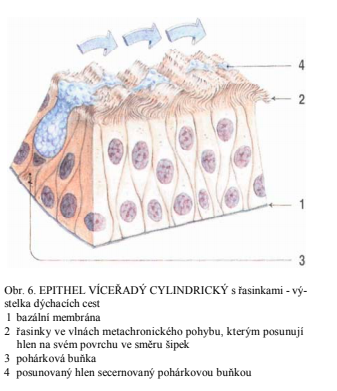 4
2
1
3
Obr. 6. EPITHEL VÍCEŘADÝ CYLINDRICKÝ s řasinkami - vý-
stelka dýchacích cest
1 bazální membrána
2 řasinky ve vlnách metachronického pohybu, kterým posunují
hlen na svém povrchu ve směru šipek
3 pohárková buňka
4 posunovaný hlen secernovaný pohárkovou buňkou